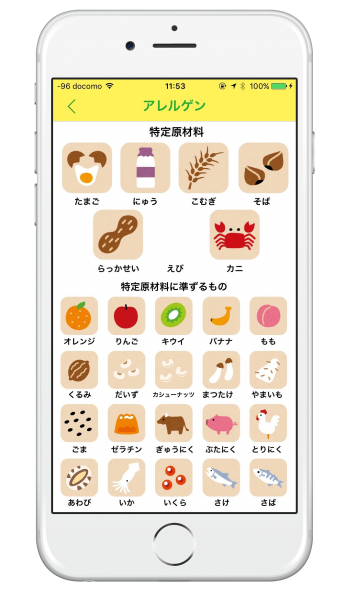 -96 docomo 11:53 100%
アレルゲン
特定原材料
たまご にゅう こむぎ そば
らっかせい えび カニ
特定原材料に準ずるもの
オレンジ りんご キウイ バナナ もも
くるみ だいず カシューナッツ まつたけ やまいも
ごま ゼラチン ぎゅうにく ぶたにく とりにく
あわび いか いくら さけ さば